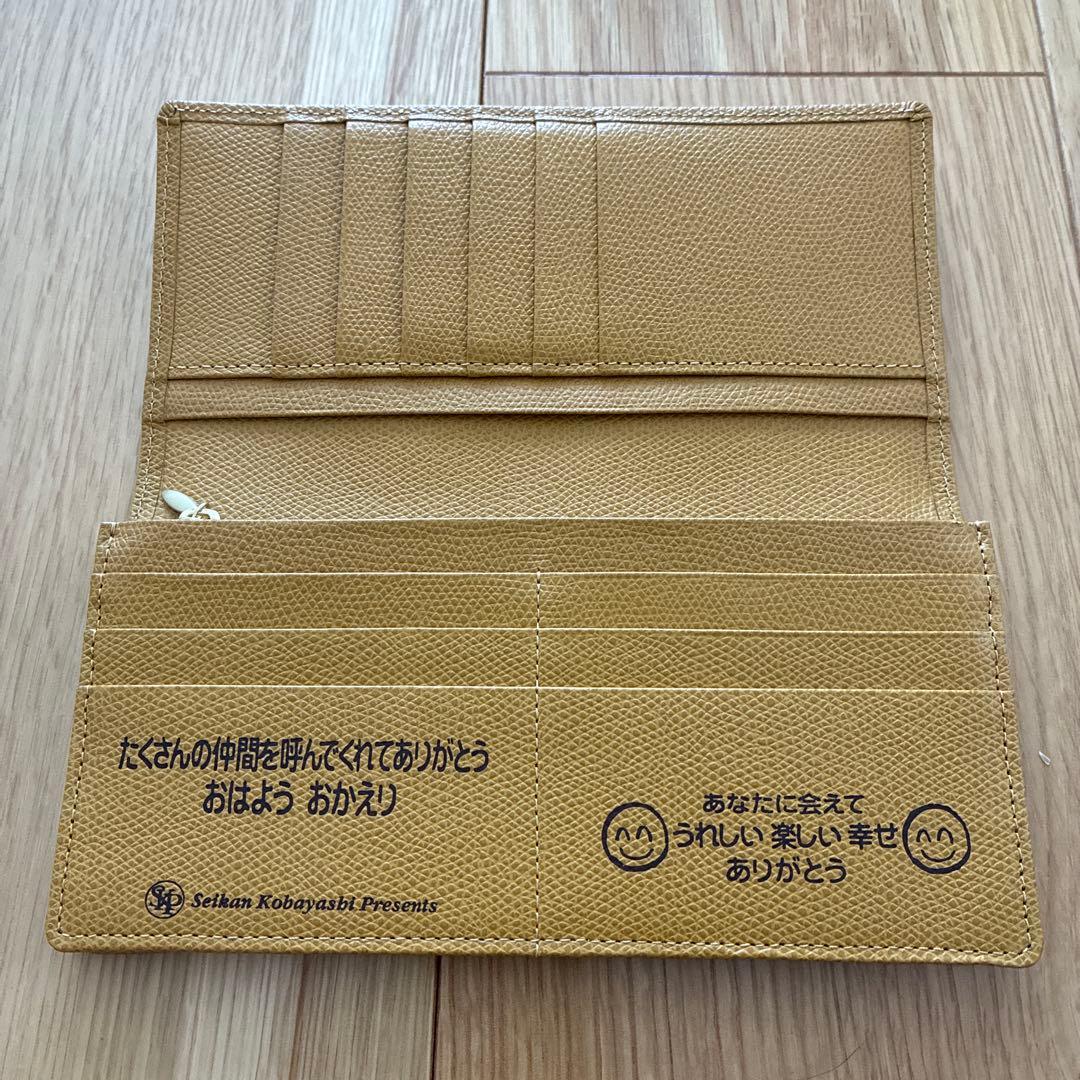 たくさんの仲間を呼んでくれてありがとう
おはよう おかえり
SKP Seikan Kobayashi Presents
あなたに会えて
うれしい 楽しい 幸せ
ありがとう